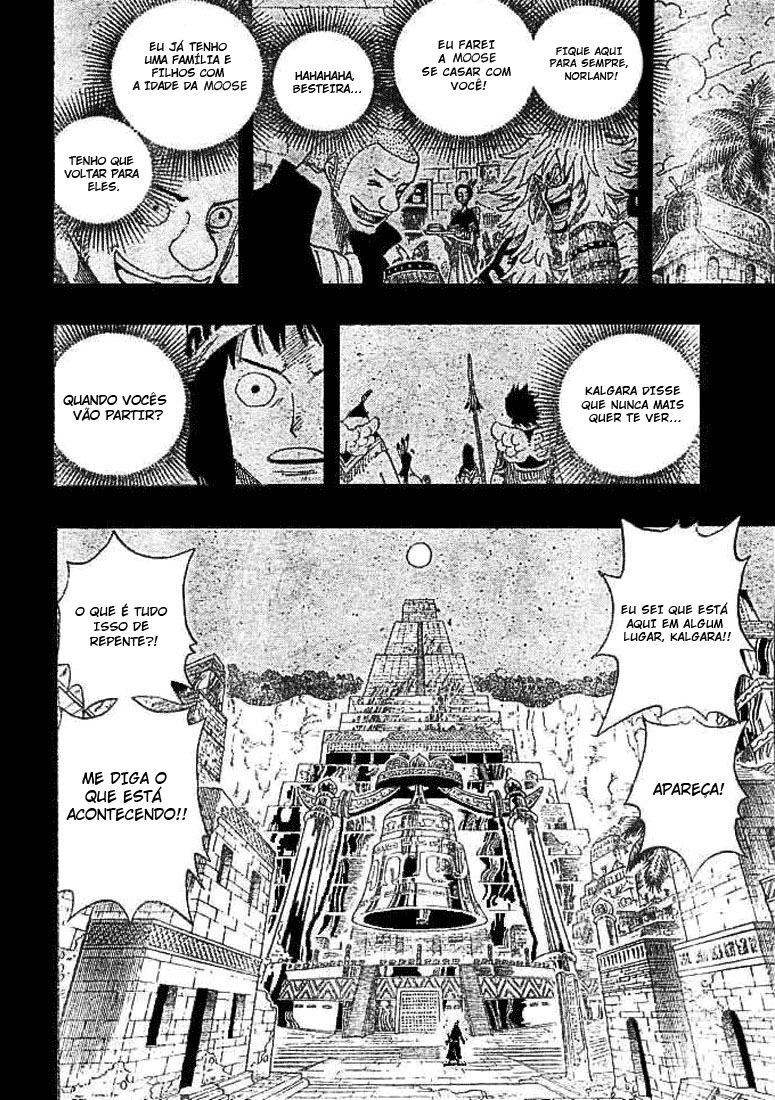 FIQUE AQUI
PARA SEMPRE,
NORLAND!
EU FAREI
A MOOSE
SE CASAR COM
VOCÊ!
HAHAHAHA,
BESTEIRA...
EU JÁ TENHO
UMA FAMÍLIA E
FILHOS COM
A IDADE DA MOOSE
TENHO QUE
VOLTAR PARA
ELES.
KALGARA DISSE
QUE NUNCA MAIS
QUER TE VER...
QUANDO VOCÊS
VÃO PARTIR?
EU SEI QUE ESTÁ
AQUI EM ALGUM
LUGAR, KALGARA!!
APAREÇA!
O QUE É TUDO
ISSO DE
REPENTE?!
ME DIGA O
QUE ESTÁ
ACONTECENDO!!